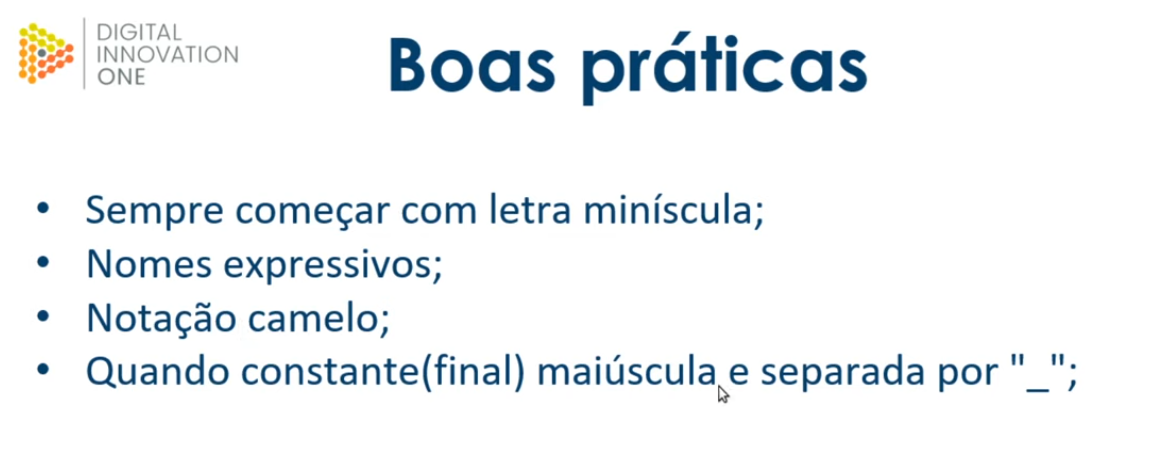 DIGITAL
INNOVATION
ONE
Boas práticas
• Sempre começar com letra miníscula;
• Nomes expressivos;
• Notação camelo;
• Quando constante(final) maiúscula e separada por "_";